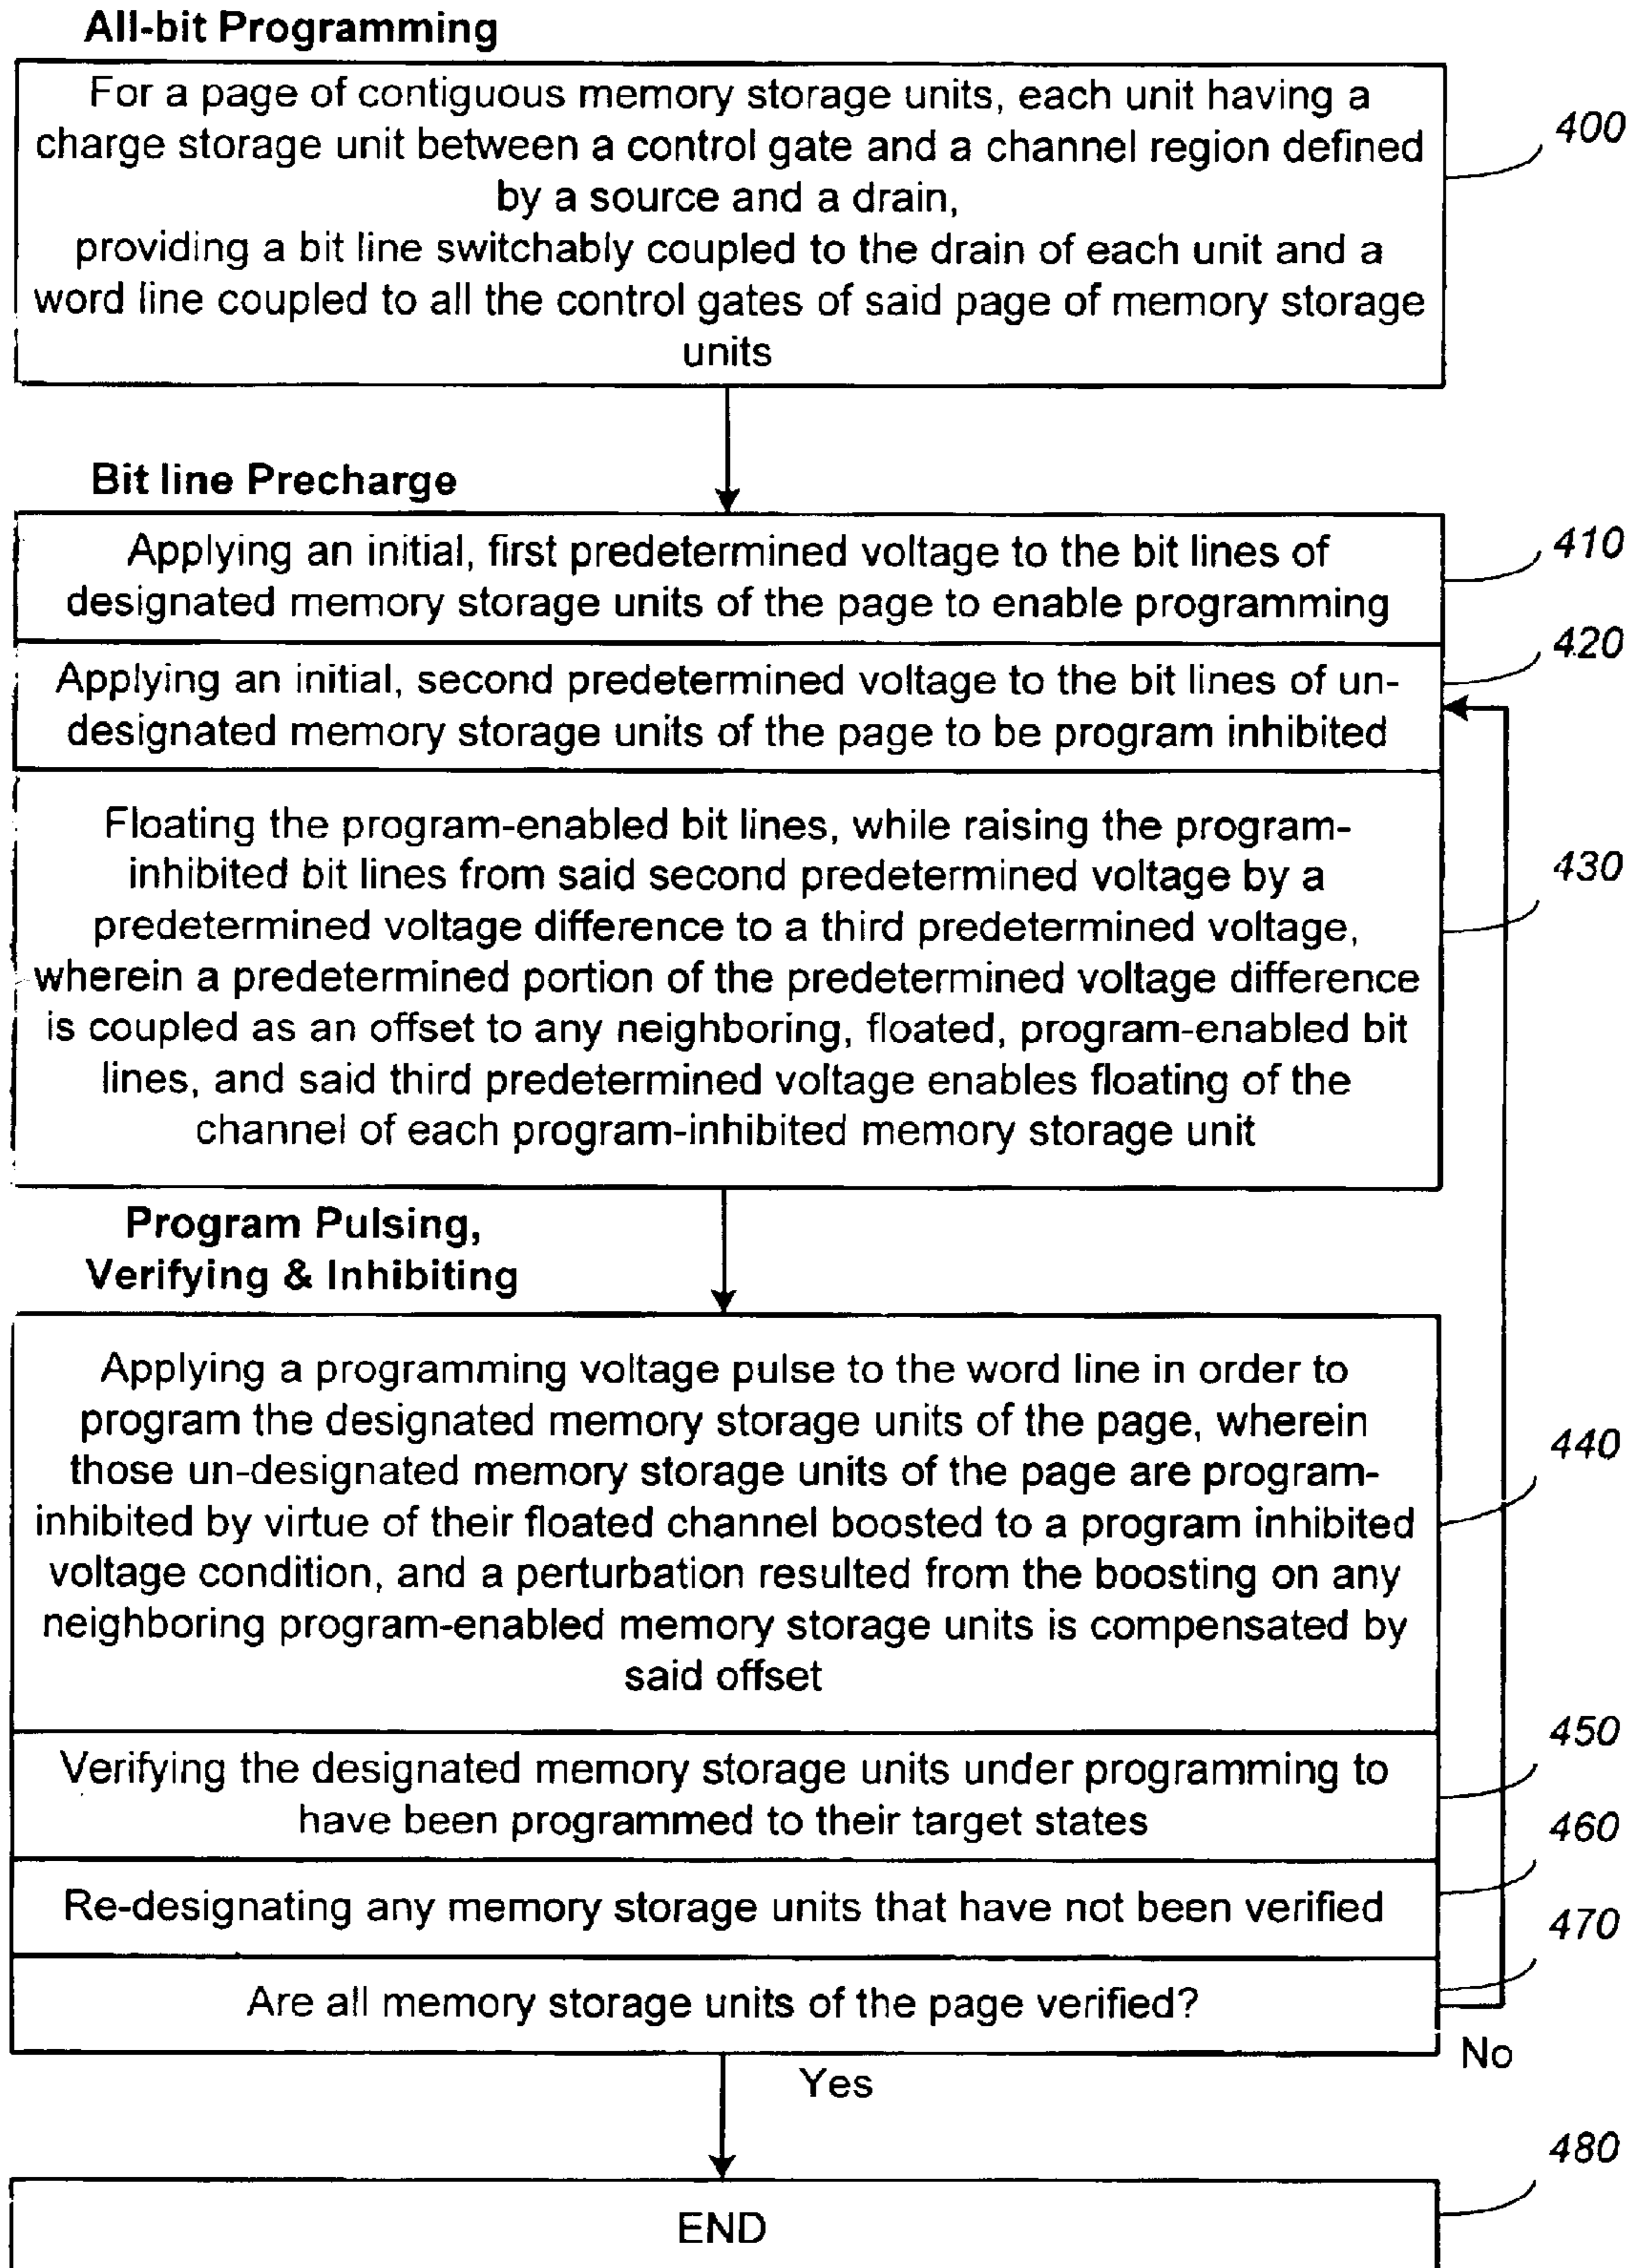 All-bit Programming
For a page of contiguous memory storage units, each unit having a
charge storage unit between a control gate and a channel region defined
by a source and a drain,
providing a bit line switchably coupled to the drain of each unit and a
word line coupled to all the control gates of said page of memory storage
units
400
Bit line Precharge
Applying an initial, first predetermined voltage to the bit lines of
designated memory storage units of the page to enable programming
410
Applying an initial, second predetermined voltage to the bit lines of un-
designated memory storage units of the page to be program inhibited
420
Floating the program-enabled bit lines, while raising the program-
inhibited bit lines from said second predetermined voltage by a
predetermined voltage difference to a third predetermined voltage,
wherein a predetermined portion of the predetermined voltage difference
is coupled as an offset to any neighboring, floated, program-enabled bit
lines, and said third predetermined voltage enables floating of the
channel of each program-inhibited memory storage unit
430
Program Pulsing,
Verifying & Inhibiting
Applying a programming voltage pulse to the word line in order to
program the designated memory storage units of the page, wherein
those un-designated memory storage units of the page are program-
inhibited by virtue of their floated channel boosted to a program inhibited
voltage condition, and a perturbation resulted from the boosting on any
neighboring program-enabled memory storage units is compensated by
said offset
440
Verifying the designated memory storage units under programming to
have been programmed to their target states
450
Re-designating any memory storage units that have not been verified
460
Are all memory storage units of the page verified?
470
No
Yes
END
480